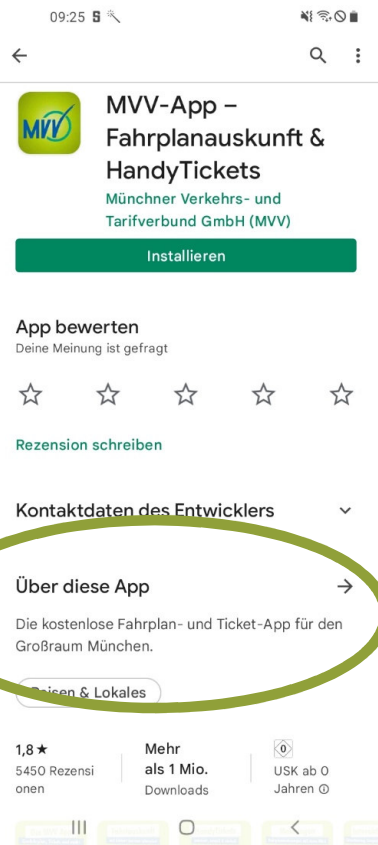 09:25
MVV
MVV-App –
Fahrplanauskunft &
HandyTickets
Münchner Verkehrs- und
Tarifverbund GmbH (MVV)
Installieren
App bewerten
Deine Meinung ist gefragt
Rezension schreiben
Kontaktdaten des Entwicklers
Über diese App
Die kostenlose Fahrplan- und Ticket-App für den
Großraum München.
Reisen & Lokales
1,8★ Mehr 0
5450 Rezensi als 1 Mio. USK ab 0
onen Downloads Jahren